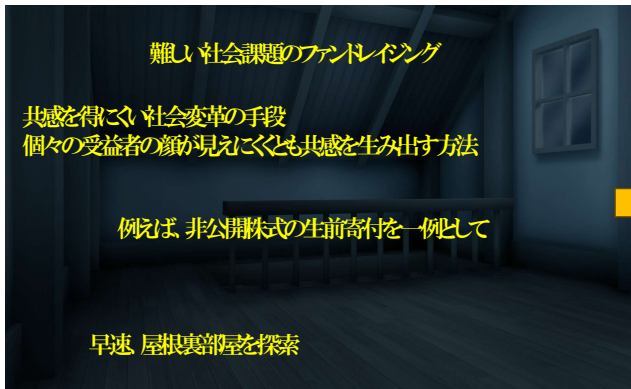 難しい社会課題のファンドレイジング
共感を得にくい社会変革の手段
個々の受益者の顔が見えにくくとも共感を生み出す方法
例えば、非公開株式の生前寄付を一例として
早速、屋根裏部屋を探索